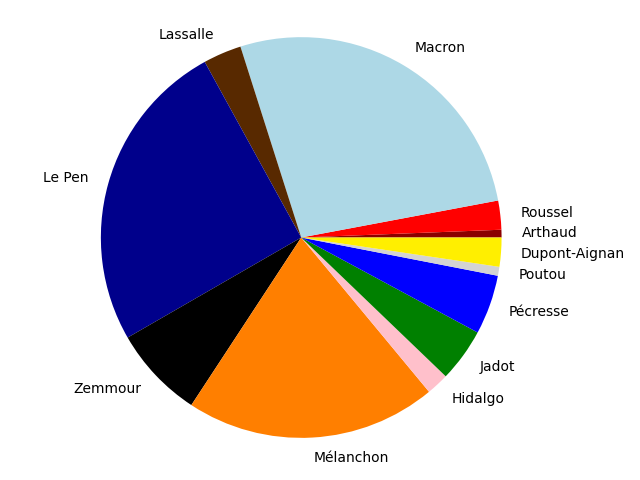 Lassalle
Macron
Le Pen
Roussel
Arthaud
Dupont-Aignan
Poutou
Pécresse
Jadot
Zemmour
Hidalgo
Mélanchon